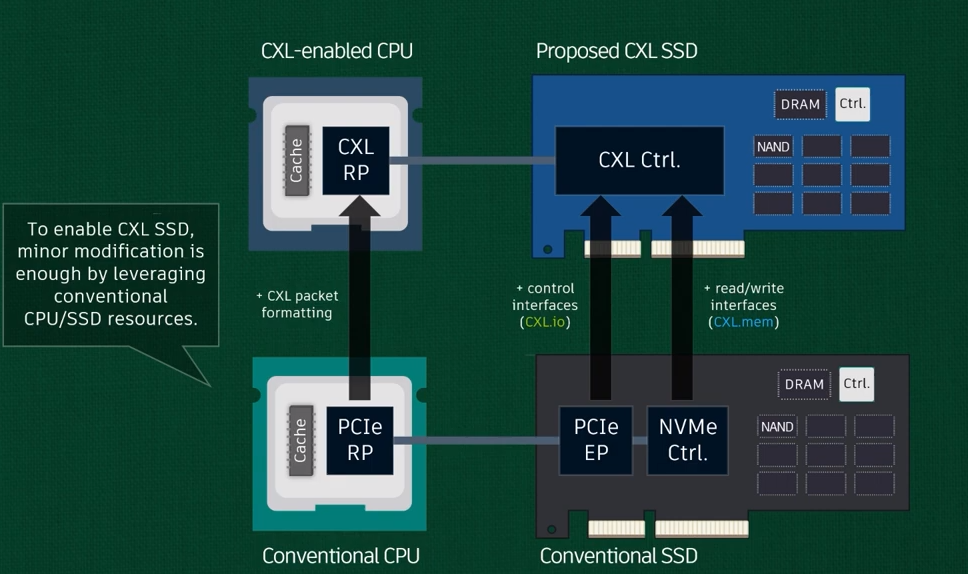 CXL-enabled CPU
Proposed CXL SSD
Cache
CXL
RP
CXL Ctrl.
DRAM
Ctrl.
NAND
To enable CXL SSD,
minor modification is
enough by leveraging
conventional
CPU/SSD resources.
+ CXL packet
formatting
+ control
interfaces
(CXL.io)
+ read/write
interfaces
(CXL.mem)
Cache
PCIe
RP
PCIe
EP
NVMe
Ctrl.
DRAM
Ctrl.
NAND
Conventional CPU
Conventional SSD